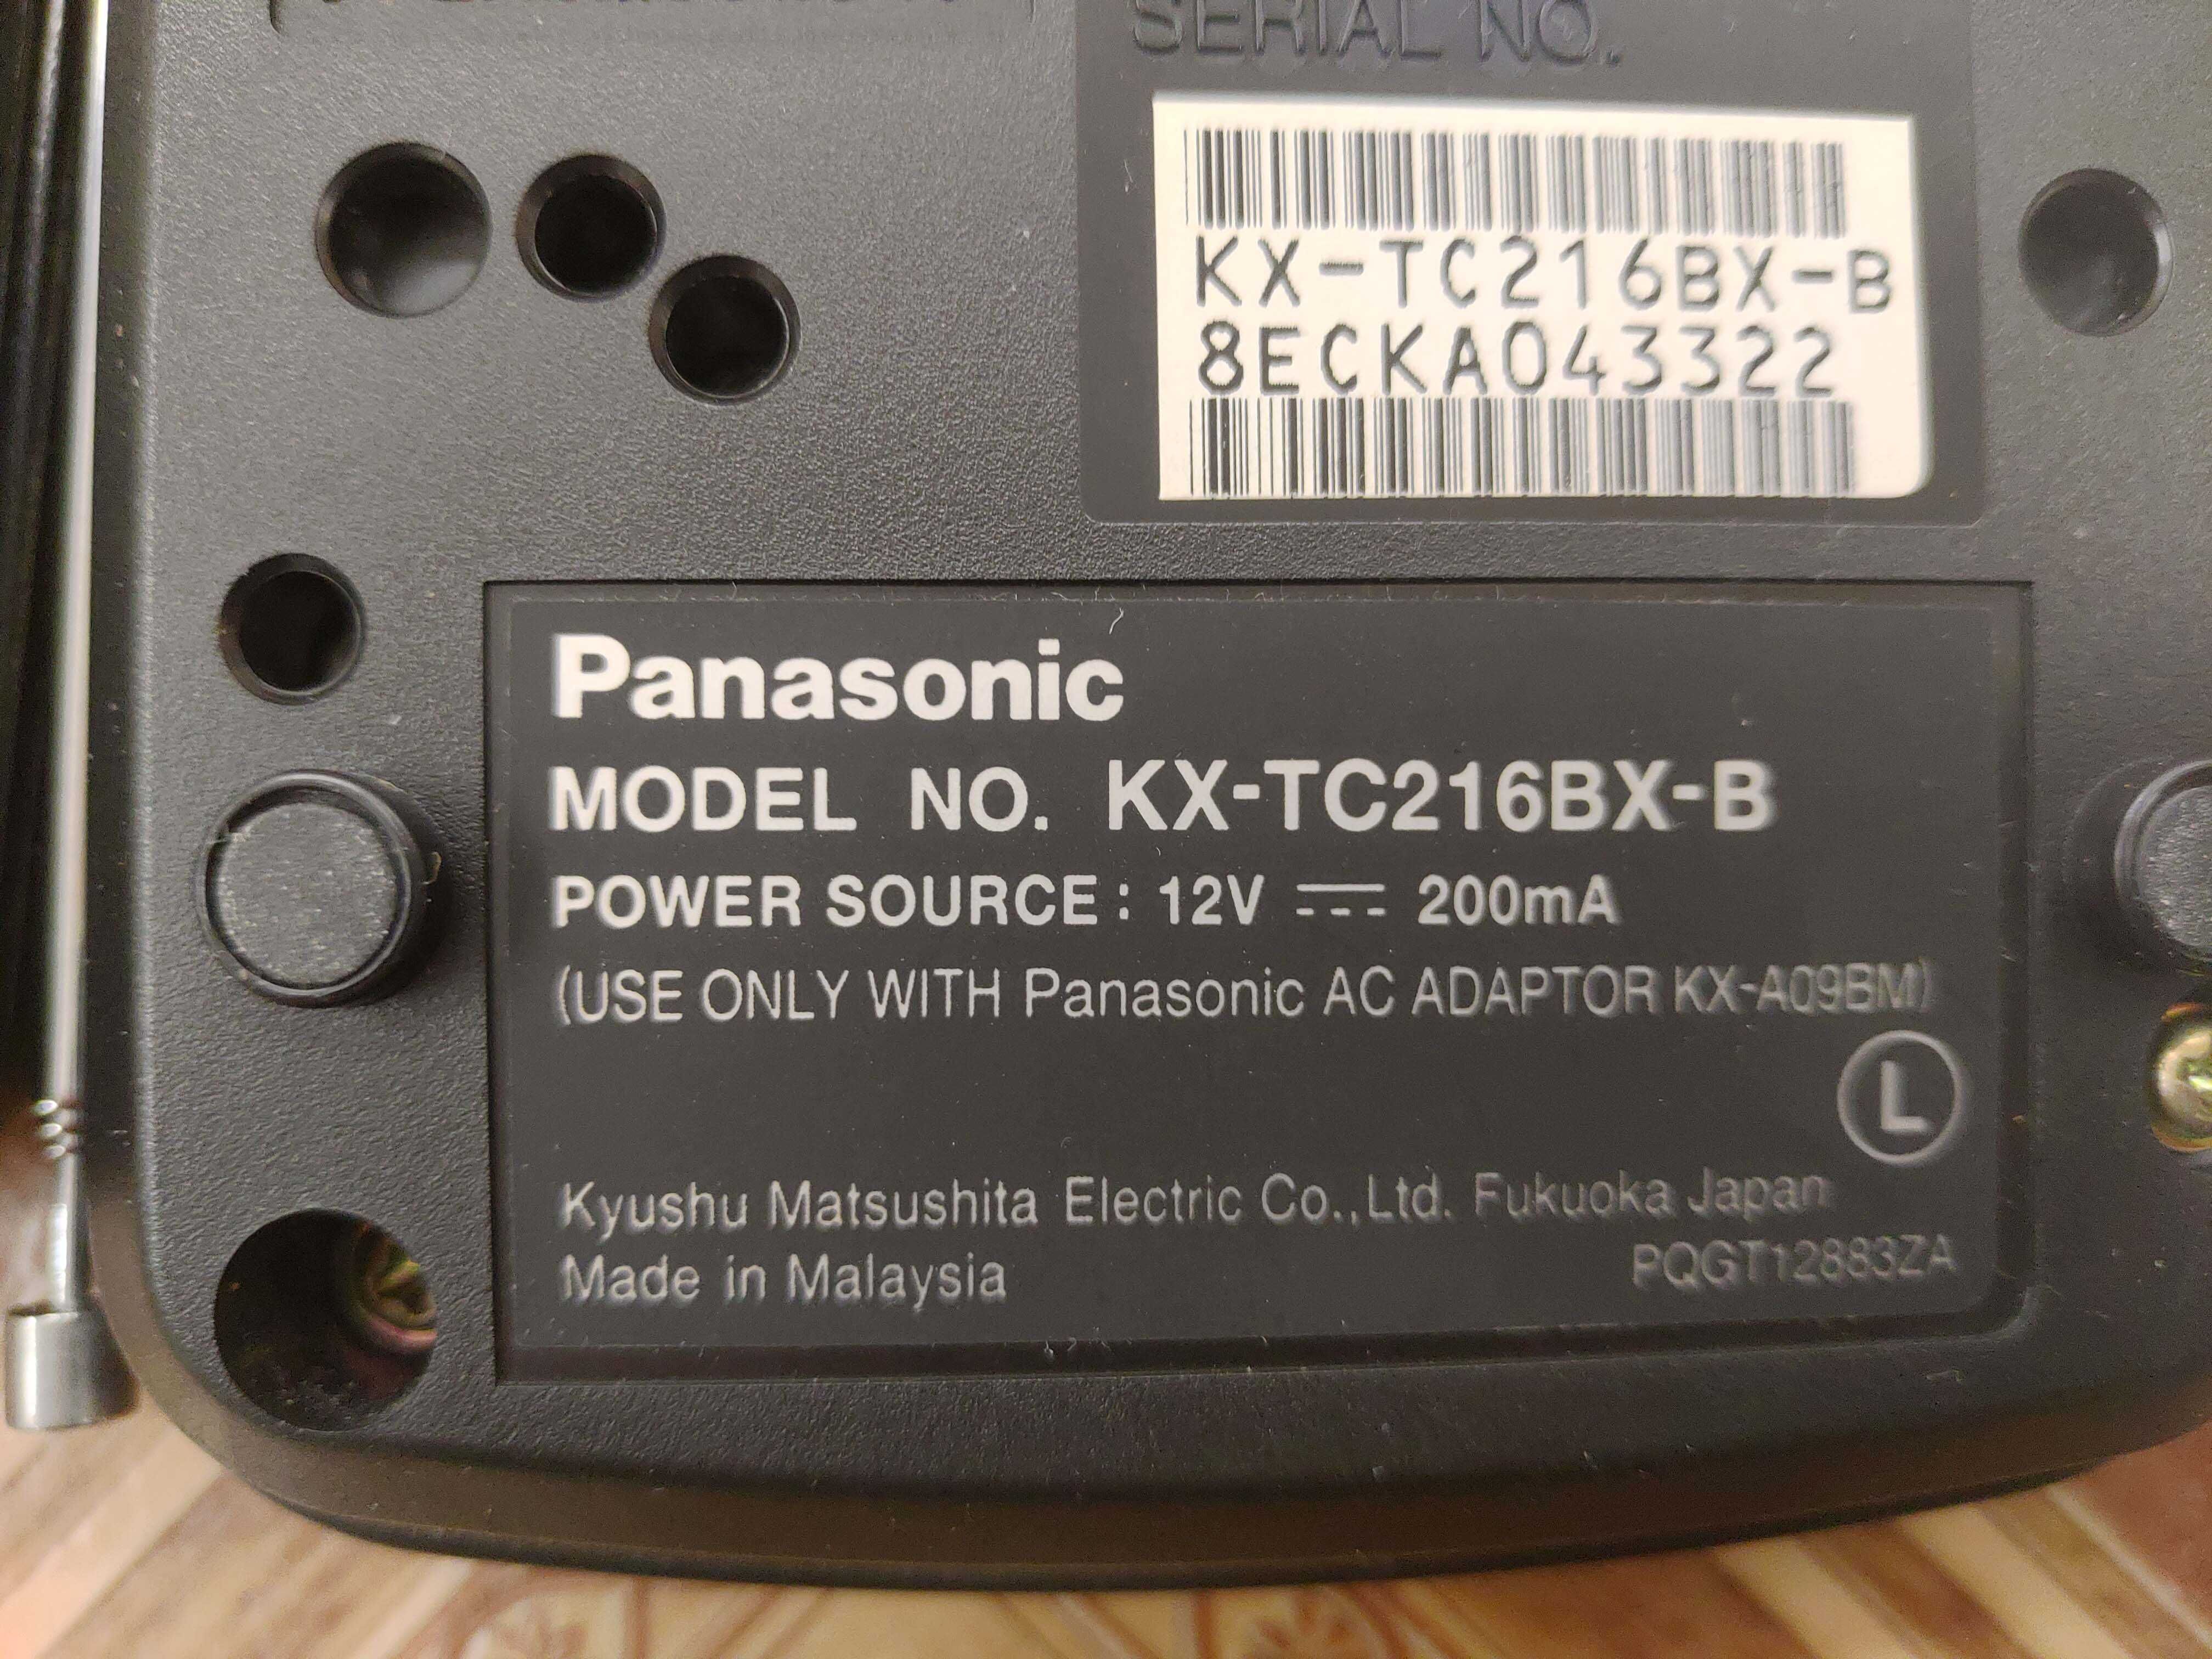 SERIAL NO.
KX-TC216BX-B
8ECKA043322
Panasonic
MODEL NO. KX-TC216BX-B
POWER SOURCE : 12V ⎓ 200mA
(USE ONLY WITH Panasonic AC ADAPTOR KX-A09BM)
L
Kyushu Matsushita Electric Co.,Ltd. Fukuoka Japan
Made in Malaysia
PQGT12883ZA